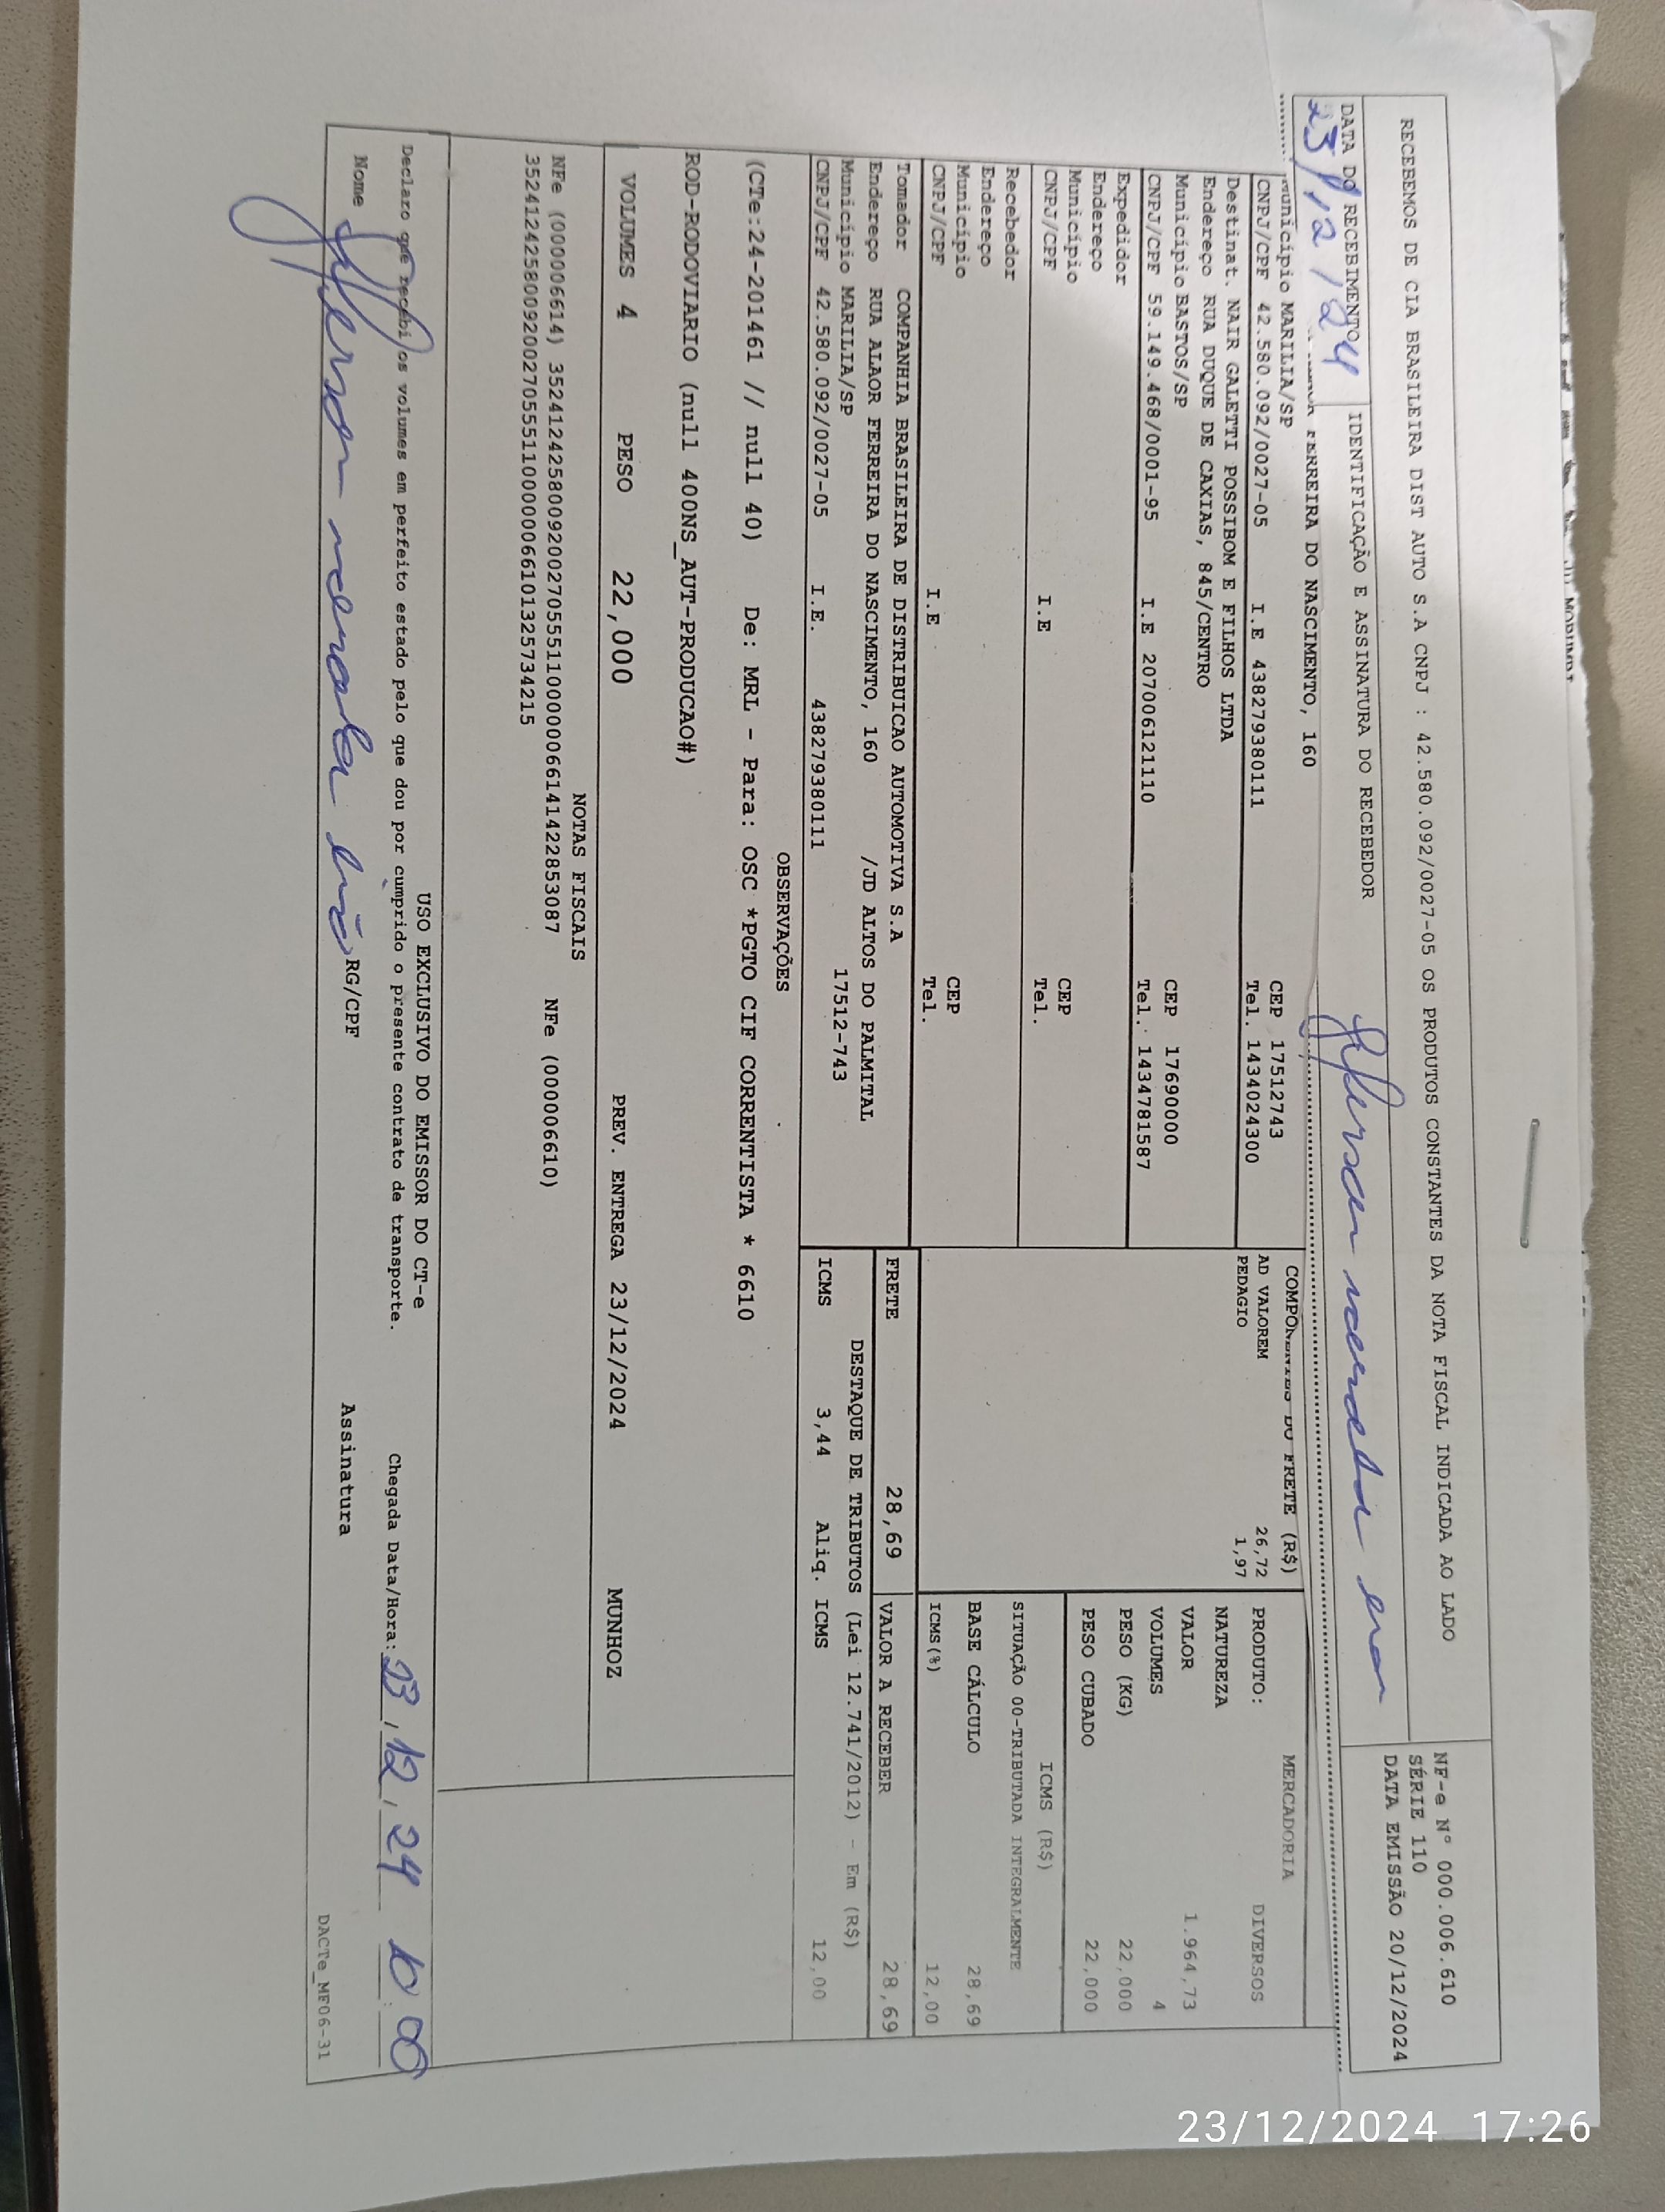 RECEBEMOS DE CIA BRASILEIRA DIST AUTO S.A CNPJ : 42.580.092/0027-05 OS PRODUTOS CONSTANTES DA NOTA FISCAL INDICADA AO LADO
NF-e N° 000.006.610
SÉRIE 110
DATA EMISSÃO 20/12/2024
DATA DO RECEBIMENTO
IDENTIFICAÇÃO E ASSINATURA DO RECEBEDOR
23/12/24
FERREIRA DO NASCIMENTO, 160
Município MARILIA/SP
CEP 17512743
CNPJ/CPF 42.580.092/0027-05 I.E 438279380111
Tel. 1434024300
Destinat. NAIR GALETTI POSSIBOM E FILHOS LTDA
Endereço RUA DUQUE DE CAXIAS, 845/CENTRO
Município BASTOS/SP
CEP 17690000
CNPJ/CPF 59.149.468/0001-95 I.E 207006121110
Tel. 1434781587
Expedidor
Endereço
Município
CEP
CNPJ/CPF I.E
Tel.
Recebedor
Endereço
Município
CEP
CNPJ/CPF I.E
Tel.
Tomador COMPANHIA BRASILEIRA DE DISTRIBUICAO AUTOMOTIVA S.A
Endereço RUA ALAOR FERREIRA DO NASCIMENTO, 160 /JD ALTOS DO PALMITAL
Município MARILIA/SP 17512-743
CNPJ/CPF 42.580.092/0027-05 I.E. 438279380111
DO FRETE (R$)
AD VALOREM 26,72
PEDAGIO 1,97
FRETE 28,69
MERCADORIA
PRODUTO: DIVERSOS
NATUREZA
VALOR 1.964,73
VOLUMES 4
PESO (KG) 22,000
PESO CUBADO 22,000
ICMS (R$)
SITUAÇÃO 00-TRIBUTADA INTEGRALMENTE
BASE CÁLCULO 28,69
ICMS(%) 12,00
VALOR A RECEBER 28,69
DESTAQUE DE TRIBUTOS (Lei 12.741/2012) - Em (R$)
ICMS 3,44 Aliq. ICMS 12,00
OBSERVAÇÕES
(CTe:24-201461 // null 40) De: MRL - Para: OSC *PGTO CIF CORRENTISTA * 6610
ROD-RODOVIARIO (null 400NS_AUT-PRODUCAO#)
VOLUMES 4 PESO 22,000 PREV. ENTREGA 23/12/2024 MUNHOZ
NOTAS FISCAIS
NFe (000006614) 35241242580092002705551100000066141422853087 NFe (000006610)
35241242580092002705551100000066101325734215
USO EXCLUSIVO DO EMISSOR DO CT-e
Declaro que recebi os volumes em perfeito estado pelo que dou por cumprido o presente contrato de transporte.
Chegada Data/Hora: 23/12/24 10:00
Nome
RG/CPF
Assinatura
DACTe_MF06-31
23/12/2024 17:26